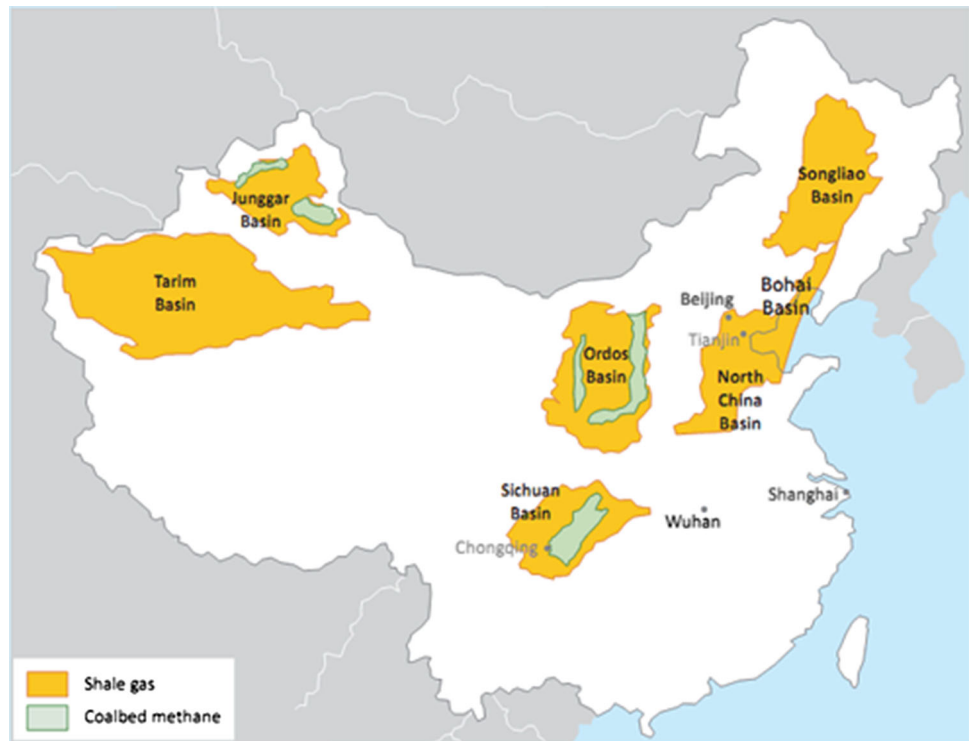 Songliao
Basin
Junggar
Basin
Tarim
Basin
Bohai
Basin
Beijing
Tianjin
Ordos
Basin
North
China
Basin
Sichuan
Basin
Shanghai
Wuhan
Chongqing
Shale gas
Coalbed methane